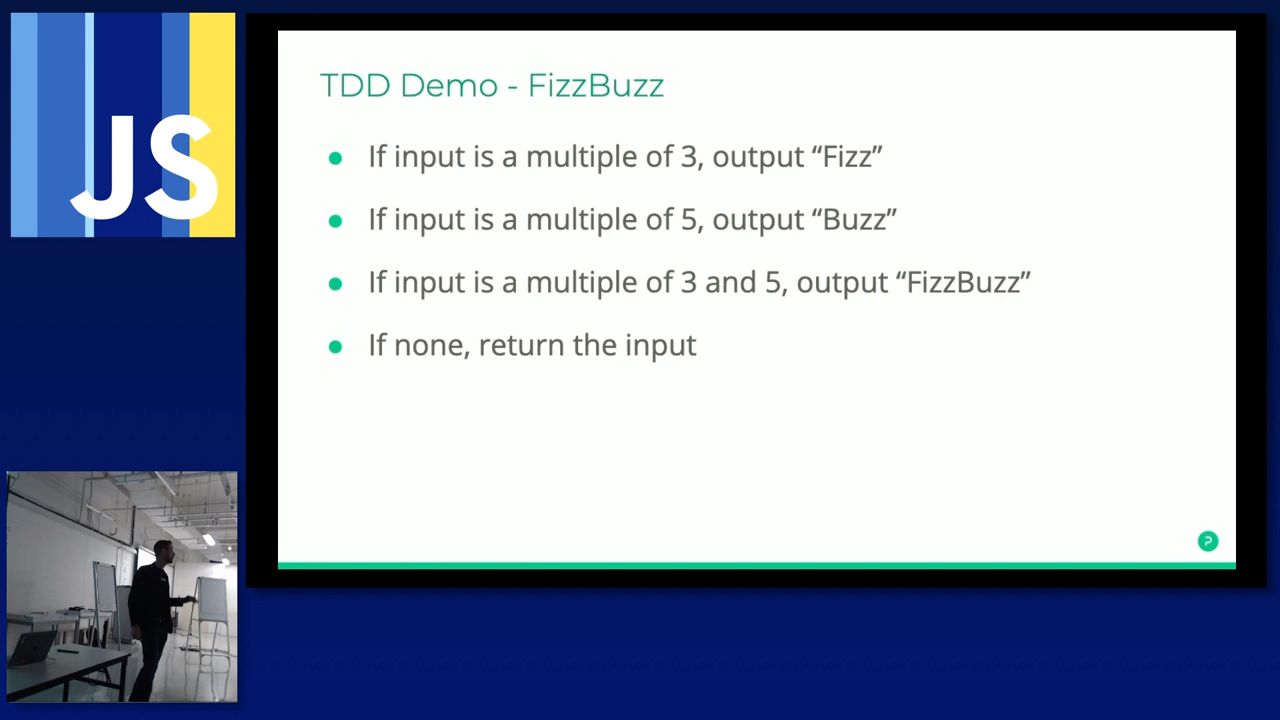 JS
TDD Demo - FizzBuzz
If input is a multiple of 3, output “Fizz”
If input is a multiple of 5, output “Buzz”
If input is a multiple of 3 and 5, output “FizzBuzz”
If none, return the input